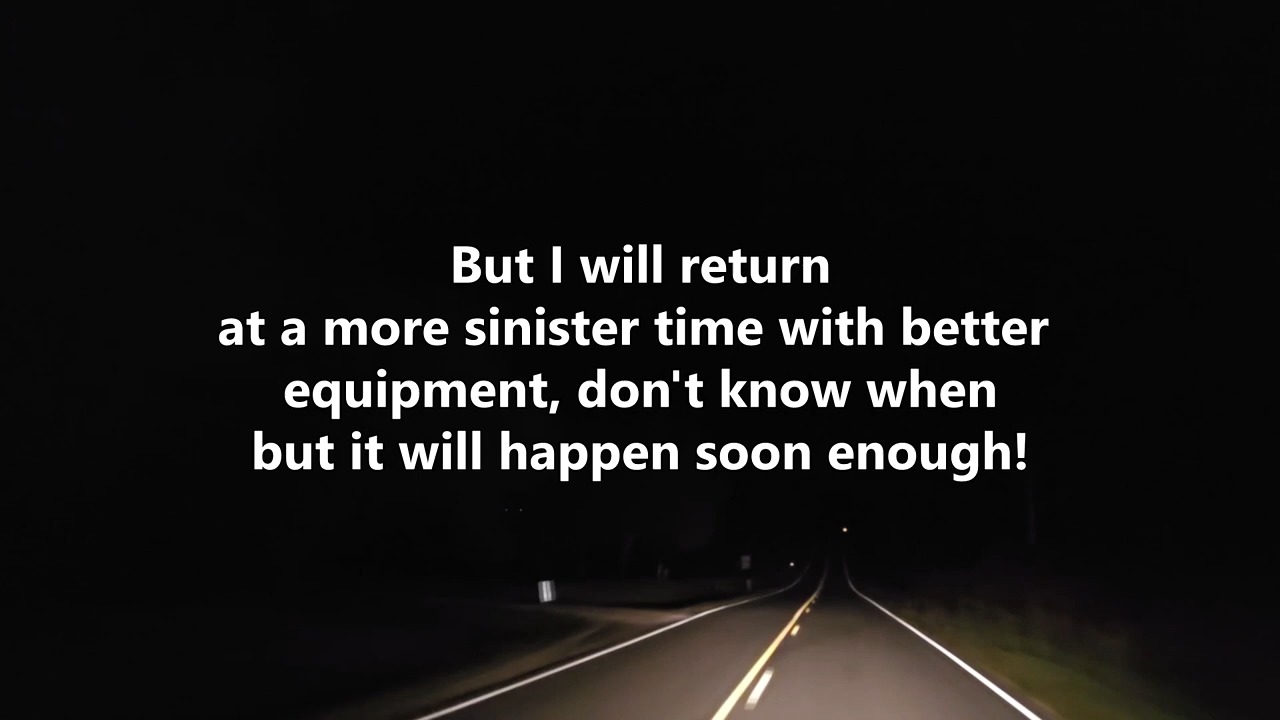 But I will return
at a more sinister time with better
equipment, don't know when
but it will happen soon enough!